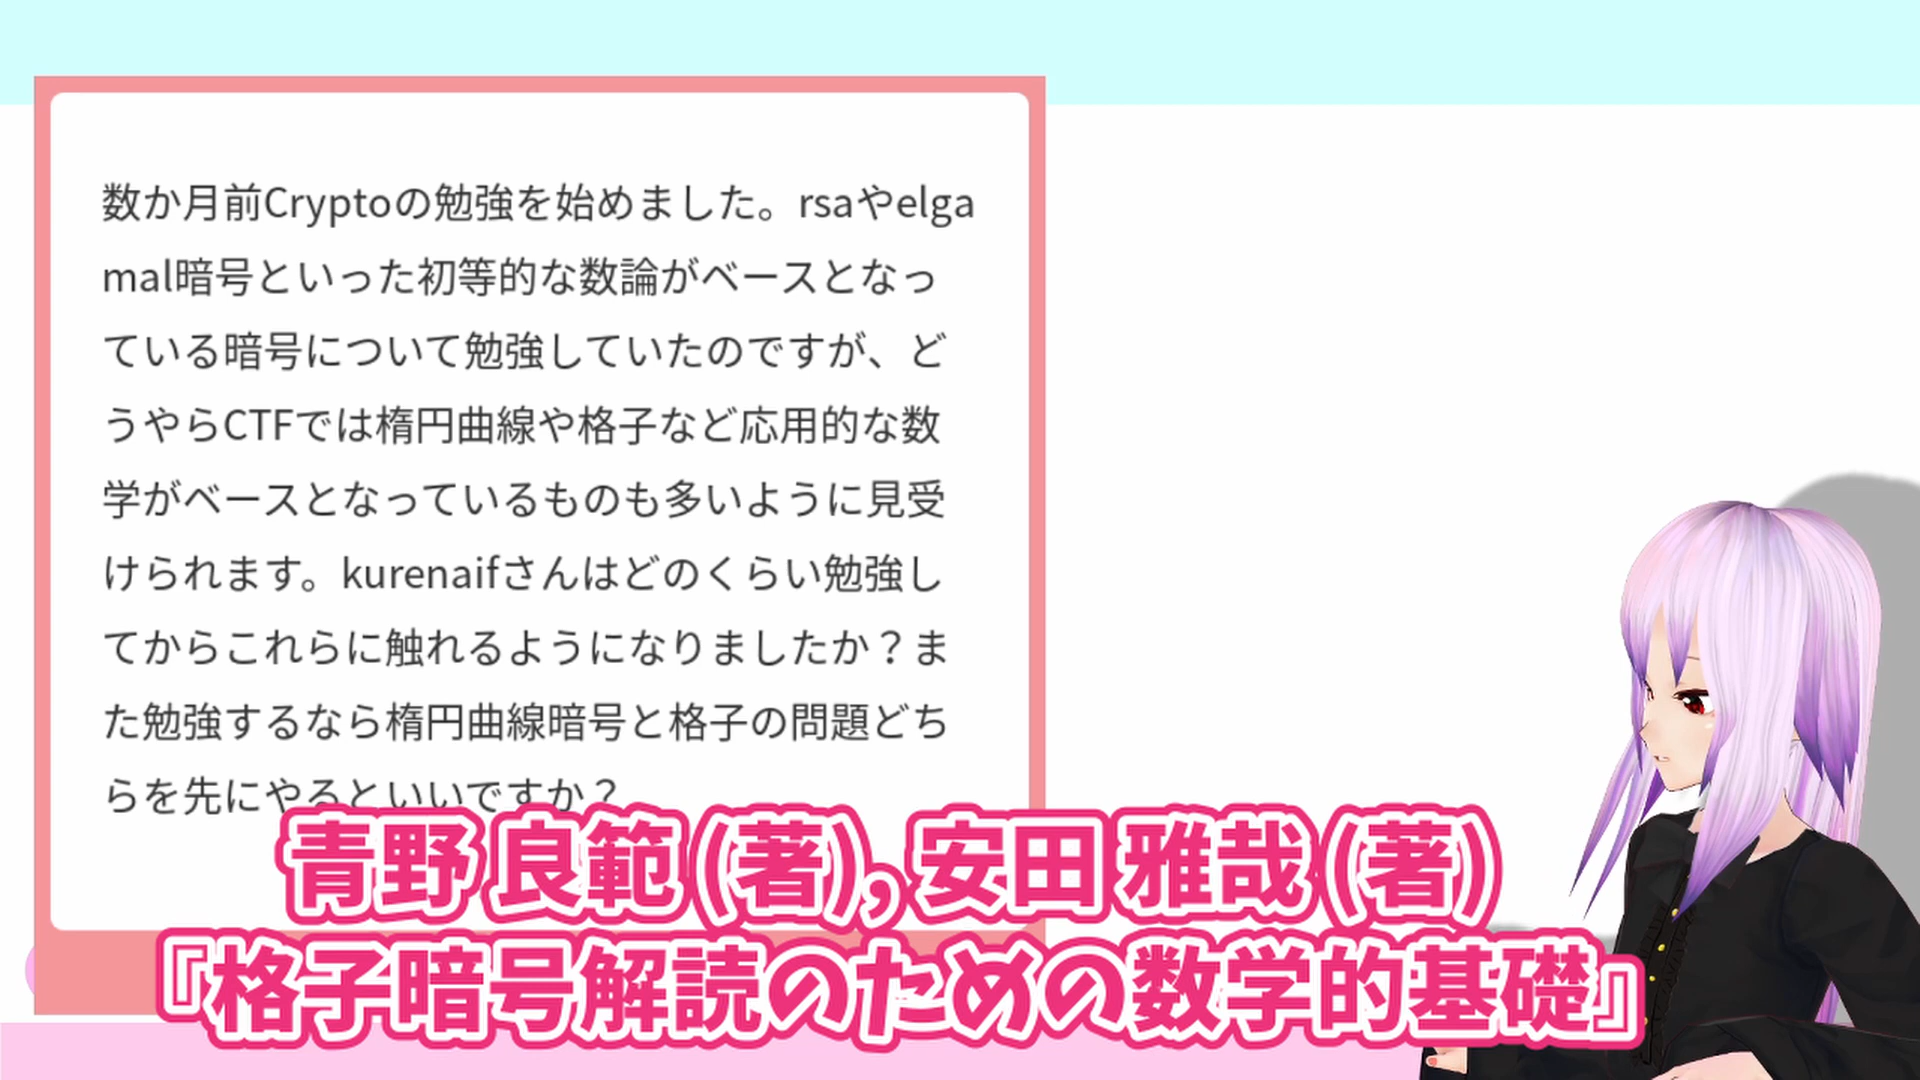 数か月前Cryptoの勉強を始めました。rsaやelga
mal暗号といった初等的な数論がベースとなっ
ている暗号について勉強していたのですが、ど
うやらCTFでは楕円曲線や格子など応用的な数
学がベースとなっているものも多いように見受
けられます。kurenaifさんはどのくらい勉強し
てからこれらに触れるようになりましたか？ま
た勉強するなら楕円曲線暗号と格子の問題どち
らを先にやるといいですか？
青野 良範 (著), 安田 雅哉 (著)
『格子暗号解読のための数学的基礎』